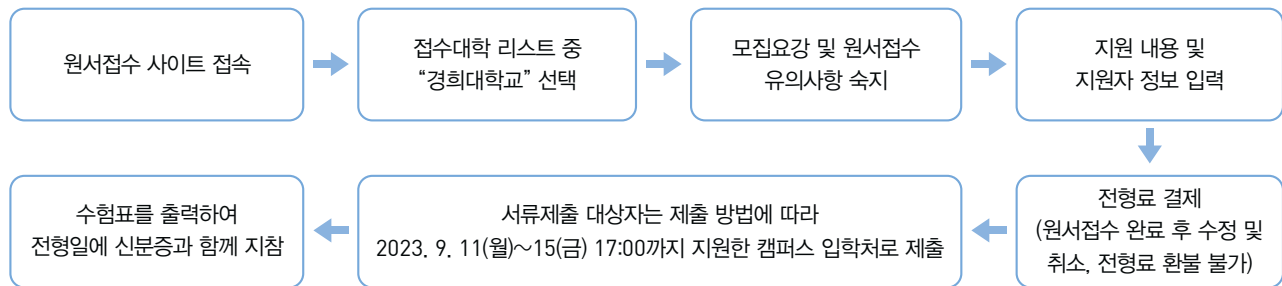 원서접수 사이트 접속
접수대학 리스트 중
“경희대학교” 선택
모집요강 및 원서접수
유의사항 숙지
지원 내용 및
지원자 정보 입력
전형료 결제
(원서접수 완료 후 수정 및
취소, 전형료 환불 불가)
서류제출 대상자는 제출 방법에 따라
2023. 9. 11(월)~15(금) 17:00까지 지원한 캠퍼스 입학처로 제출
수험표를 출력하여
전형일에 신분증과 함께 지참